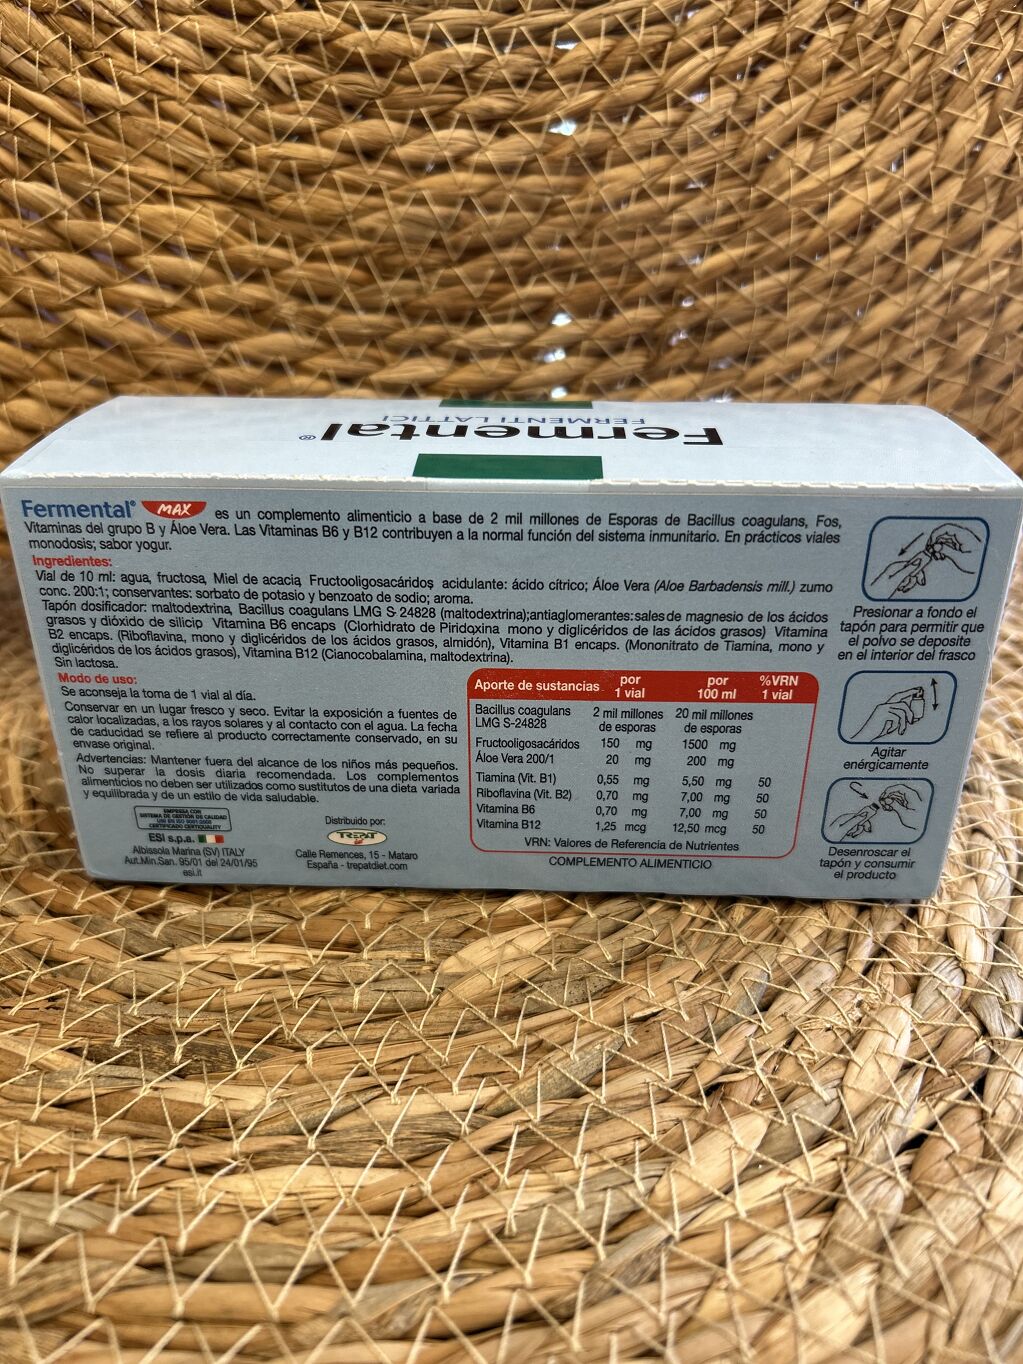 Fermental®
FERMENTI LATTICI
Fermental® MAX es un complemento alimenticio a base de 2 mil millones de Esporas de Bacillus coagulans, Fos,
Vitaminas del grupo B y Áloe Vera. Las Vitaminas B6 y B12 contribuyen a la normal función del sistema inmunitario. En prácticos viales
monodosis; sabor yogur.
Ingredientes:
Vial de 10 ml: agua, fructosa, Miel de acacia, Fructooligosacáridos, acidulante: ácido cítrico; Áloe Vera (Aloe Barbadensis mill.) zumo
conc. 200:1; conservantes: sorbato de potasio y benzoato de sodio; aroma.
Tapón dosificador: maltodextrina, Bacillus coagulans LMG S-24828 (maltodextrina);antiaglomerantes:sales de magnesio de los ácidos
grasos y dióxido de silicio, Vitamina B6 encaps (Clorhidrato de Piridoxina, mono y diglicéridos de las ácidos grasos) Vitamina
B2 encaps. (Riboflavina, mono y diglicéridos de los ácidos grasos, almidón), Vitamina B1 encaps. (Mononitrato de Tiamina, mono y
diglicéridos de los ácidos grasos), Vitamina B12 (Cianocobalamina, maltodextrina).
Sin lactosa.
Modo de uso:
Se aconseja la toma de 1 vial al día.
Conservar en un lugar fresco y seco. Evitar la exposición a fuentes de
calor localizadas, a los rayos solares y al contacto con el agua. La fecha
de caducidad se refiere al producto correctamente conservado, en su
envase original.
Advertencias: Mantener fuera del alcance de los niños más pequeños.
No superar la dosis diaria recomendada. Los complementos
alimenticios no deben ser utilizados como sustitutos de una dieta variada
y equilibrada y de un estilo de vida saludable.
EMPRESA CON
SISTEMA DE GESTIÓN DE CALIDAD
UNI EN ISO 9001:2008
CERTIFICADO CERTIQUALITY
ESI s.p.a.
Albissola Marina (SV) ITALY
Aut.Min.San. 95/01 del 24/01/95
esi.it
Distribuido por:
TREPAT
DIET
Calle Remences, 15 - Mataro
España - trepatdiet.com
Aporte de sustancias por 1 vial por 100 ml %VRN 1 vial
Bacillus coagulans LMG S-24828 2 mil millones de esporas 20 mil millones de esporas
Fructooligosacáridos 150 mg 1500 mg
Áloe Vera 200/1 20 mg 200 mg
Tiamina (Vit. B1) 0,55 mg 5,50 mg 50
Riboflavina (Vit. B2) 0,70 mg 7,00 mg 50
Vitamina B6 0,70 mg 7,00 mg 50
Vitamina B12 1,25 mcg 12,50 mcg 50
VRN: Valores de Referencia de Nutrientes
COMPLEMENTO ALIMENTICIO
Presionar a fondo el
tapón para permitir que
el polvo se deposite
en el interior del frasco
Agitar
enérgicamente
Desenroscar el
tapón y consumir
el producto